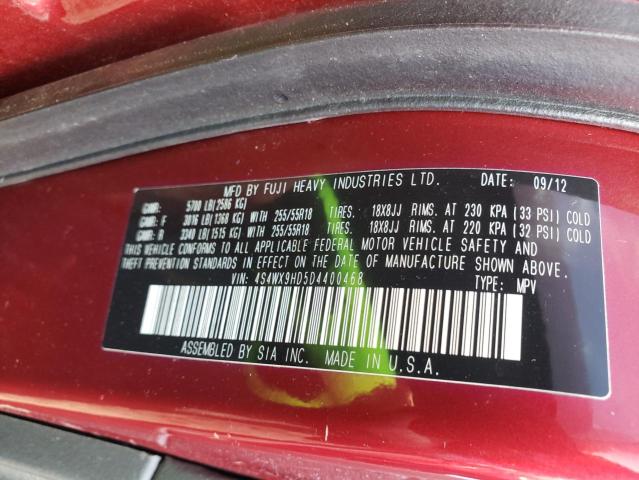 MFD BY FUJI HEAVY INDUSTRIES LTD. DATE: 09/12
GVWR: 5700 LB(2586 KG)
GAWR: F 3016 LB(1368 KG) WITH 255/55R18 TIRES. 18X8JJ RIMS. AT 230 KPA (33 PSI) COLD
GAWR: R 3340 LB(1515 KG) WITH 255/55R18 TIRES. 18X8JJ RIMS. AT 220 KPA (32 PSI) COLD
THIS VEHICLE CONFORMS TO ALL APPLICABLE FEDERAL MOTOR VEHICLE SAFETY AND
THEFT PREVENTION STANDARDS IN EFFECT ON THE DATE OF MANUFACTURE SHOWN ABOVE.
VIN: 4S4WX9HD5D4400468 TYPE: MPV
ASSEMBLED BY SIA INC. MADE IN U.S.A.